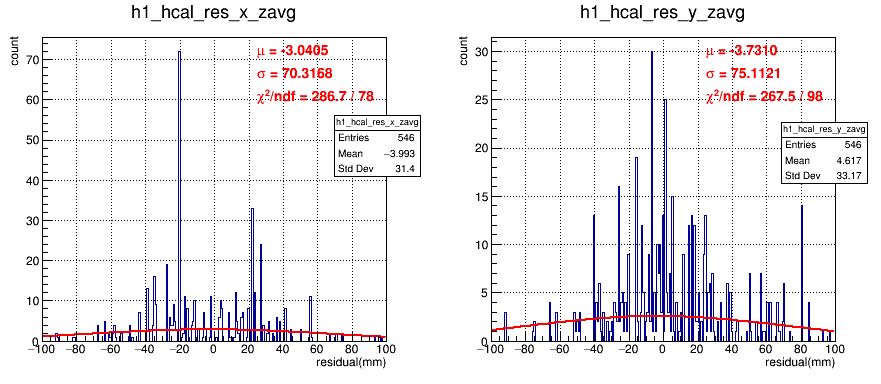 h1_hcal_res_x_zavg
count
μ = -3.0405
σ = 70.3168
χ²/ndf = 286.7 / 78
h1_hcal_res_x_zavg
Entries 546
Mean −3.993
Std Dev 31.4
70
60
50
40
30
20
10
0
−100 −80 −60 −40 −20 0 20 40 60 80 100
residual(mm)
h1_hcal_res_y_zavg
count
μ = -3.7310
σ = 75.1121
χ²/ndf = 267.5 / 98
h1_hcal_res_y_zavg
Entries 546
Mean 4.617
Std Dev 33.17
30
25
20
15
10
5
0
−100 −80 −60 −40 −20 0 20 40 60 80 100
residual(mm)